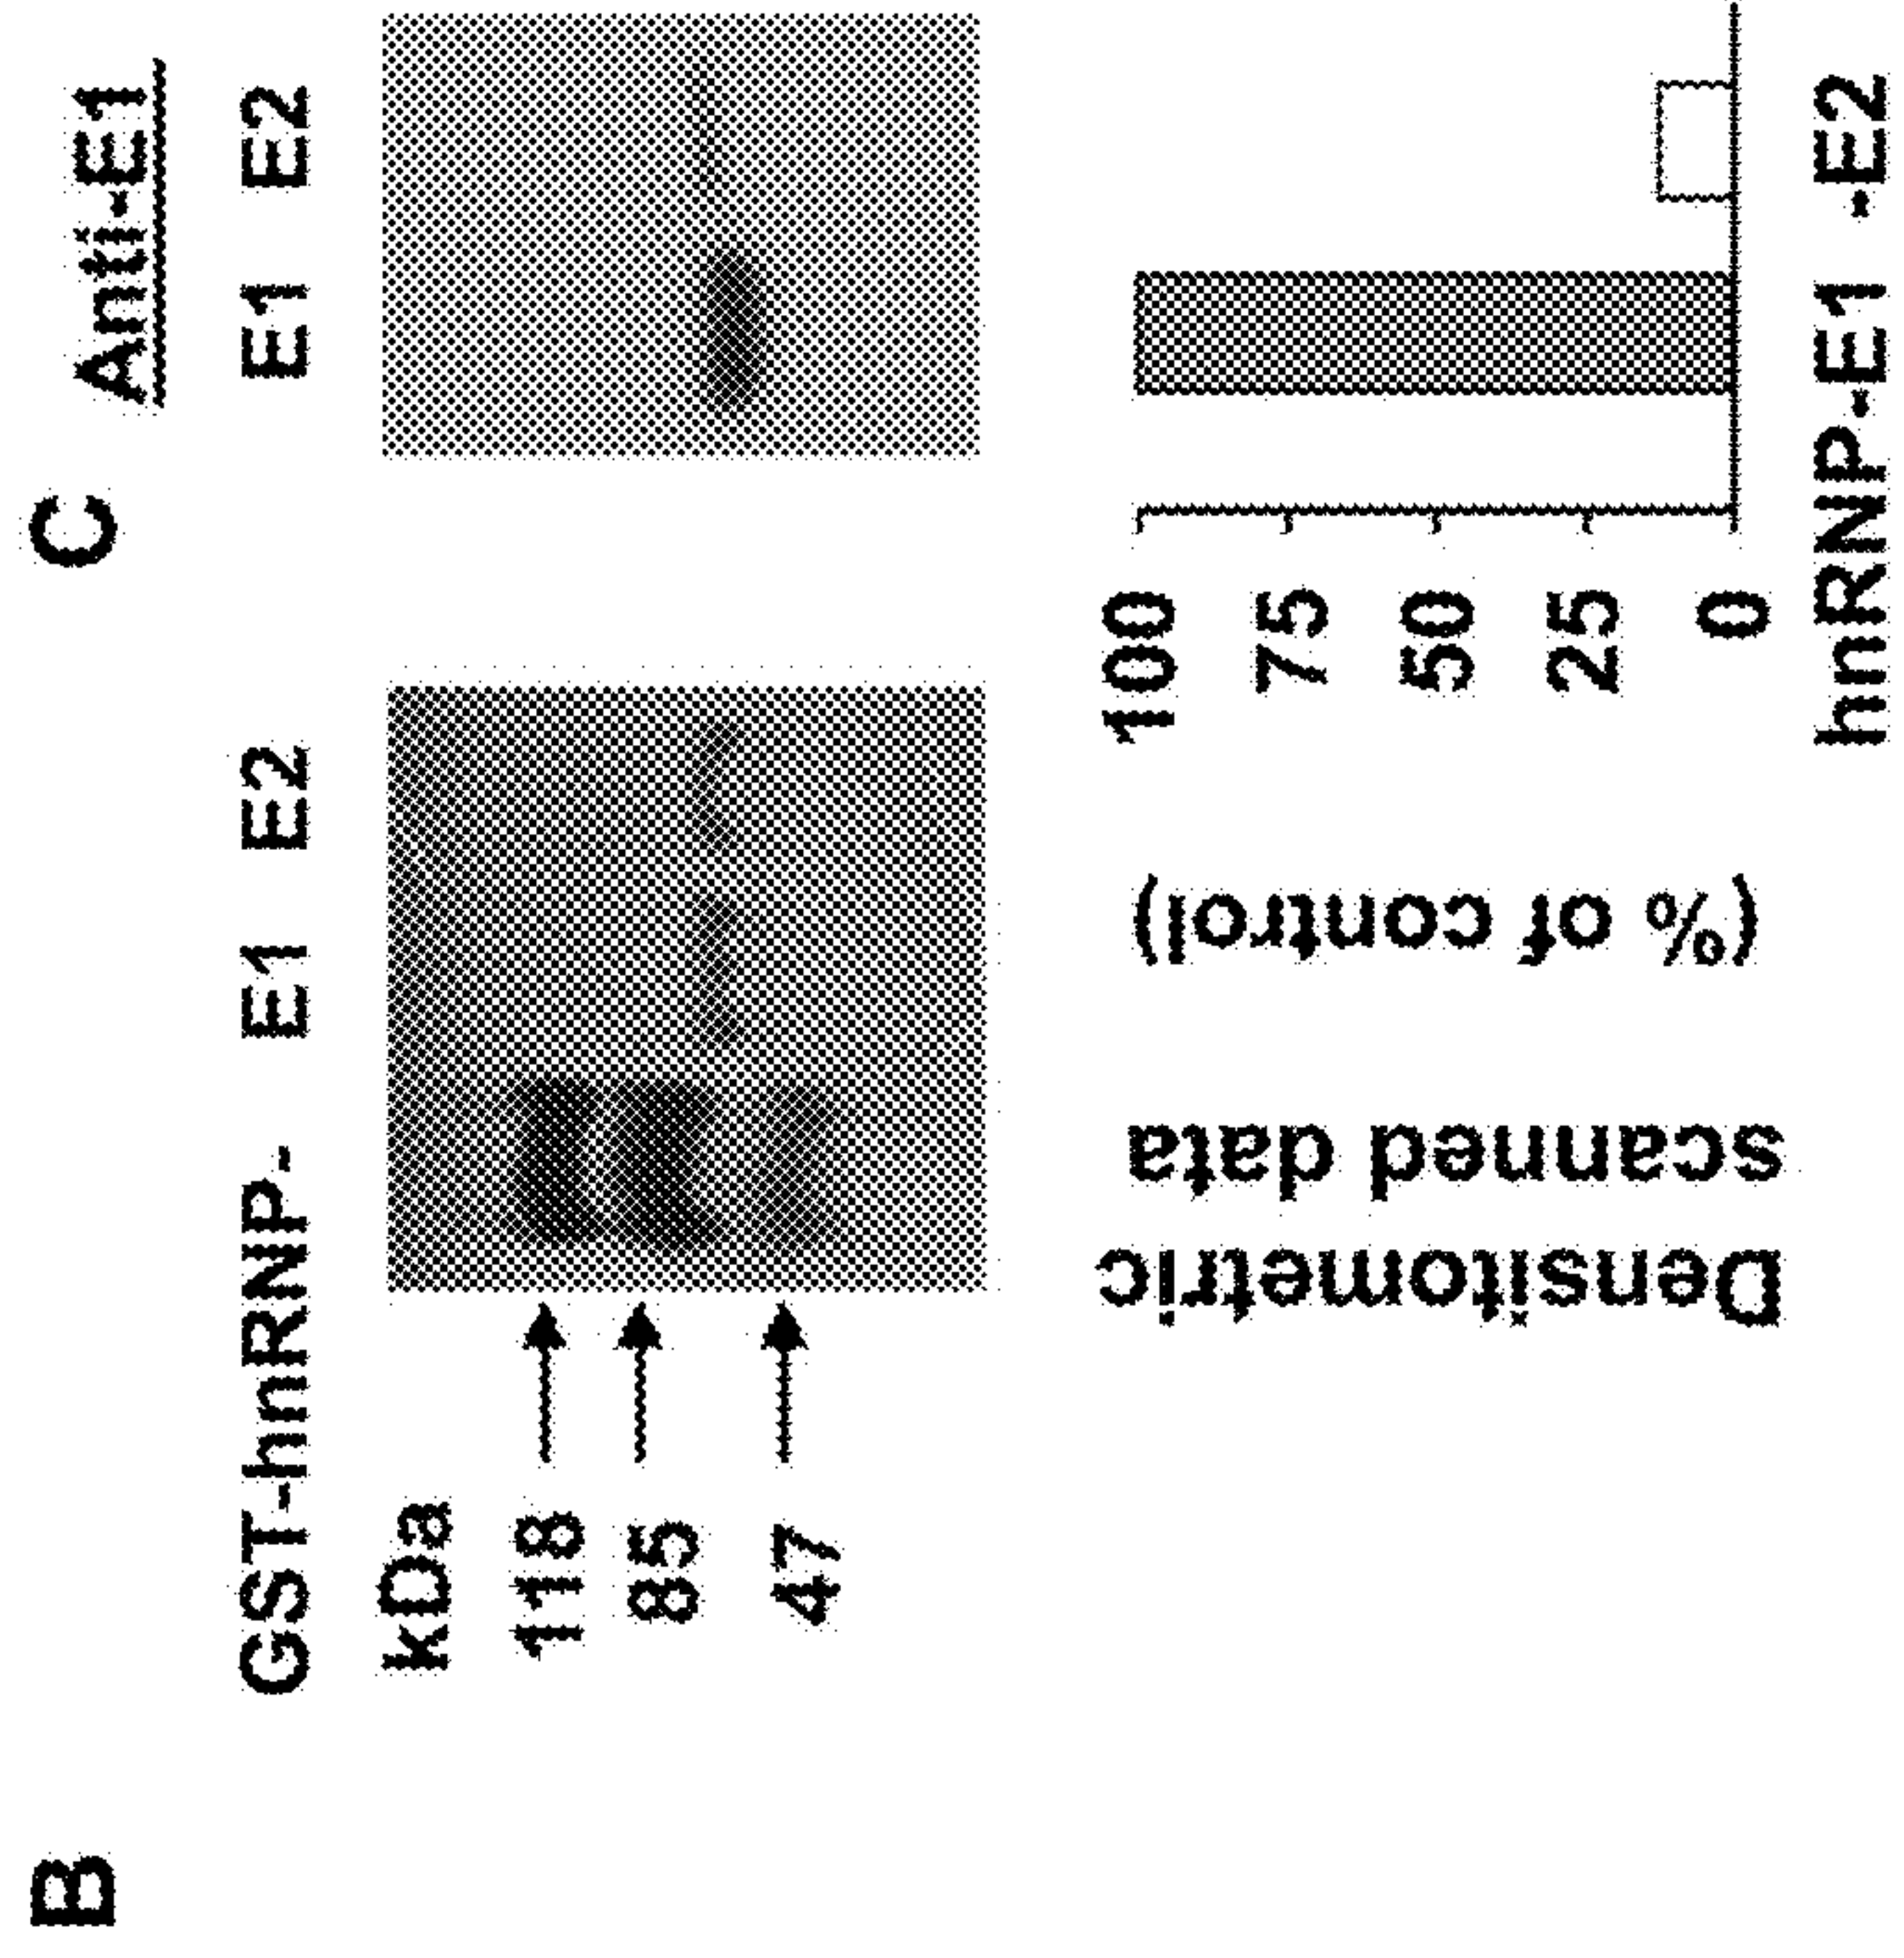 B
GST-hnRNP-
E1 E2
kDa
118
85
47
C
Anti-E1
E1 E2
Densitometric
scanned data
(% of control)
100
75
50
25
0
hnRNP-E1 -E2